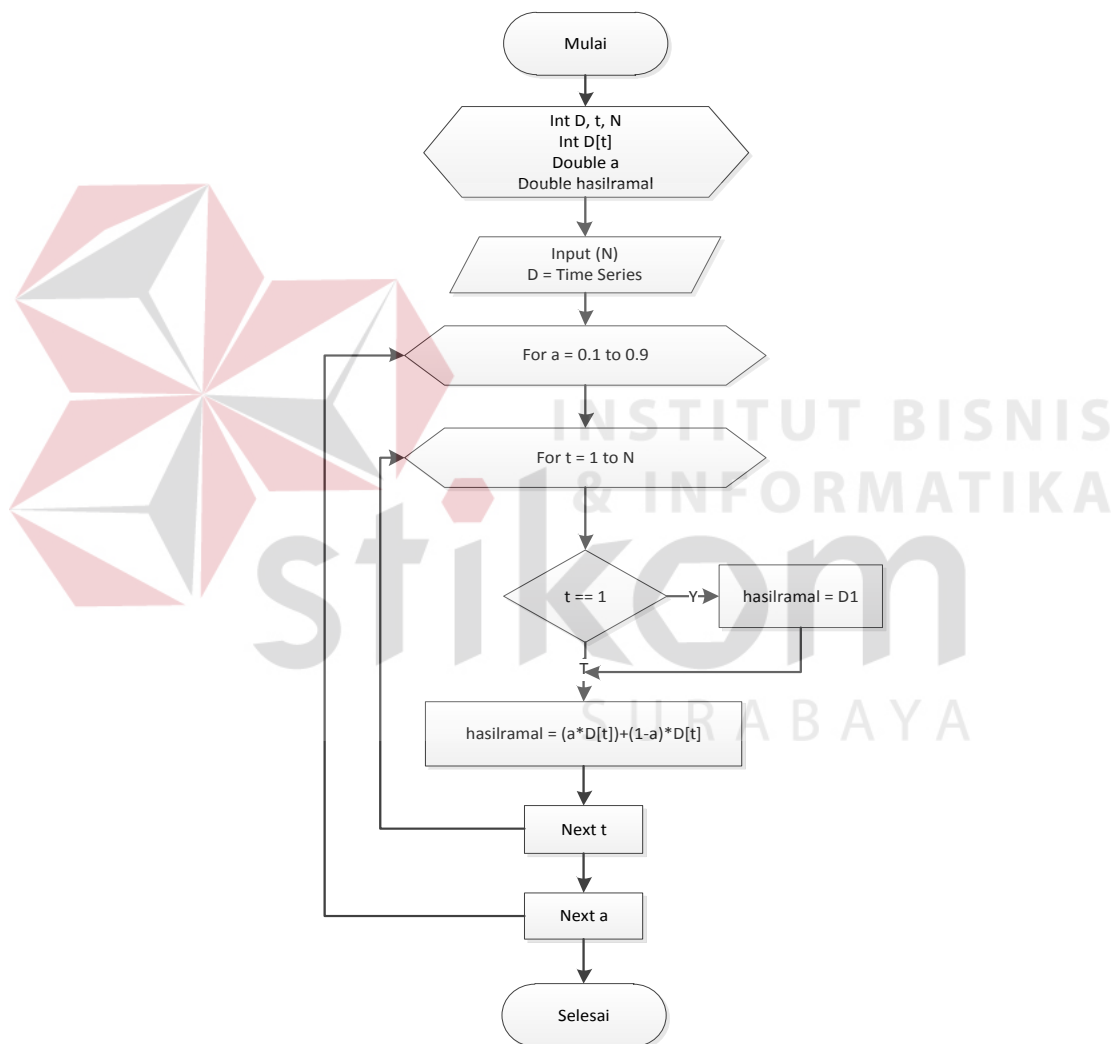 Mulai
Int D, t, N
Int D[t]
Double a
Double hasilramal
Input (N)
D = Time Series
For a = 0.1 to 0.9
For t = 1 to N
INSTITUT BISNIS
& INFORMATIKA
stikom
SURABAYA
t == 1
Y
hasilramal = D1
T
hasilramal = (a*D[t])+(1-a)*D[t]
Next t
Next a
Selesai